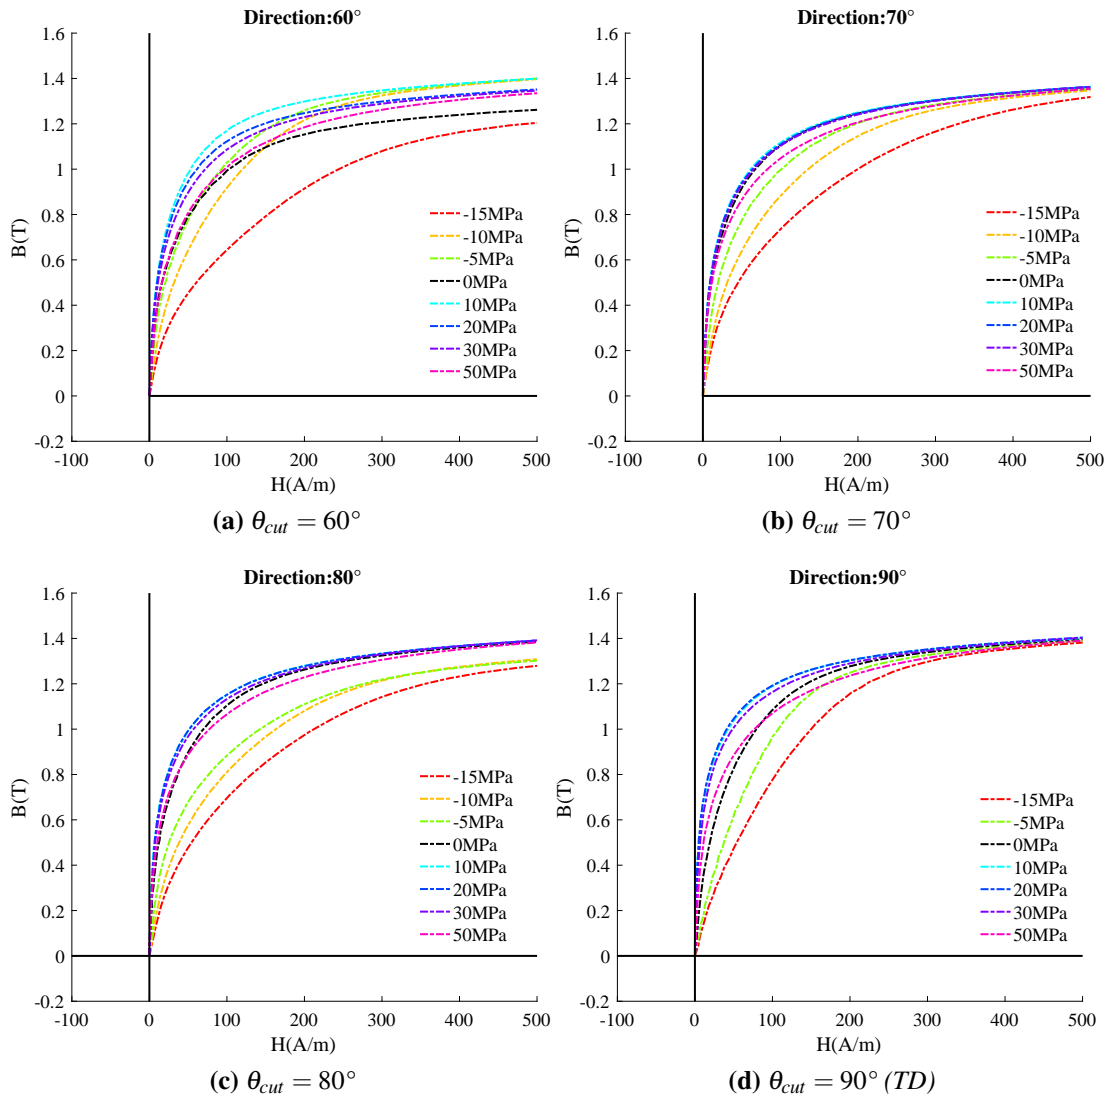 Direction:60°
1.6
1.4
1.2
1
0.8
0.6
0.4
0.2
0
-0.2
B(T)
-15MPa
-10MPa
-5MPa
0MPa
10MPa
20MPa
30MPa
50MPa
-100 0 100 200 300 400 500
H(A/m)
(a) θcut = 60°
Direction:70°
1.6
1.4
1.2
1
0.8
0.6
0.4
0.2
0
-0.2
B(T)
-15MPa
-10MPa
-5MPa
0MPa
10MPa
20MPa
30MPa
50MPa
-100 0 100 200 300 400 500
H(A/m)
(b) θcut = 70°
Direction:80°
1.6
1.4
1.2
1
0.8
0.6
0.4
0.2
0
-0.2
B(T)
-15MPa
-10MPa
-5MPa
0MPa
10MPa
20MPa
30MPa
50MPa
-100 0 100 200 300 400 500
H(A/m)
(c) θcut = 80°
Direction:90°
1.6
1.4
1.2
1
0.8
0.6
0.4
0.2
0
-0.2
B(T)
-15MPa
-5MPa
0MPa
10MPa
20MPa
30MPa
50MPa
-100 0 100 200 300 400 500
H(A/m)
(d) θcut = 90° (TD)